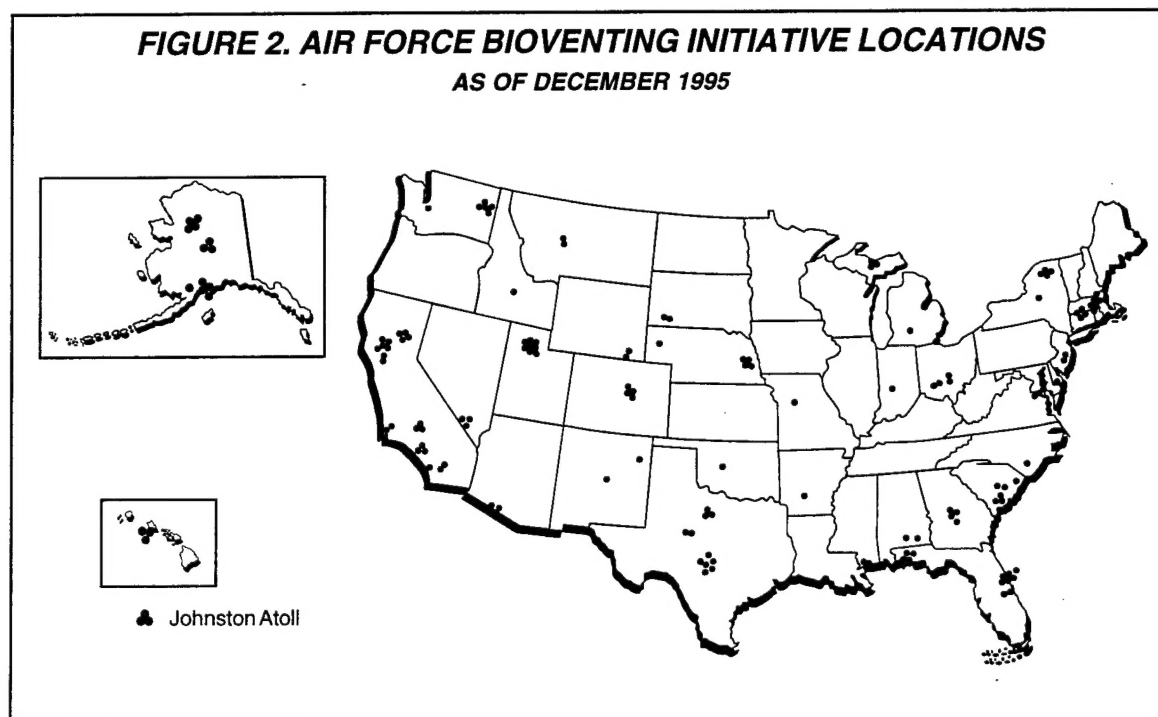 FIGURE 2. AIR FORCE BIOVENTING INITIATIVE LOCATIONS
AS OF DECEMBER 1995
Johnston Atoll